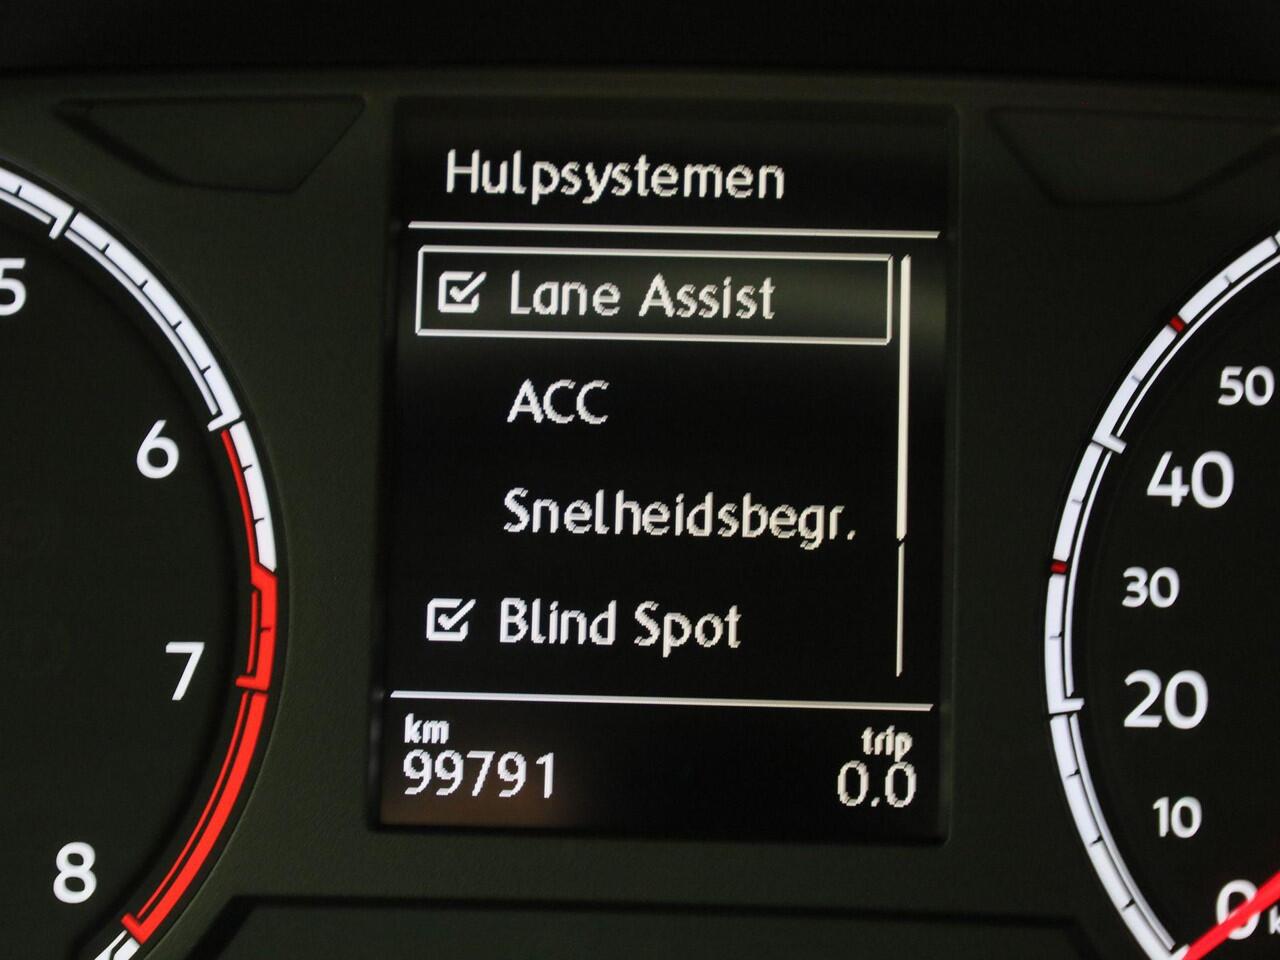 Hulpsystemen
Lane Assist
ACC
Snelheidsbegr.
Blind Spot
km
99791
trip
0.0
5
6
7
8
50
40
30
20
10
0